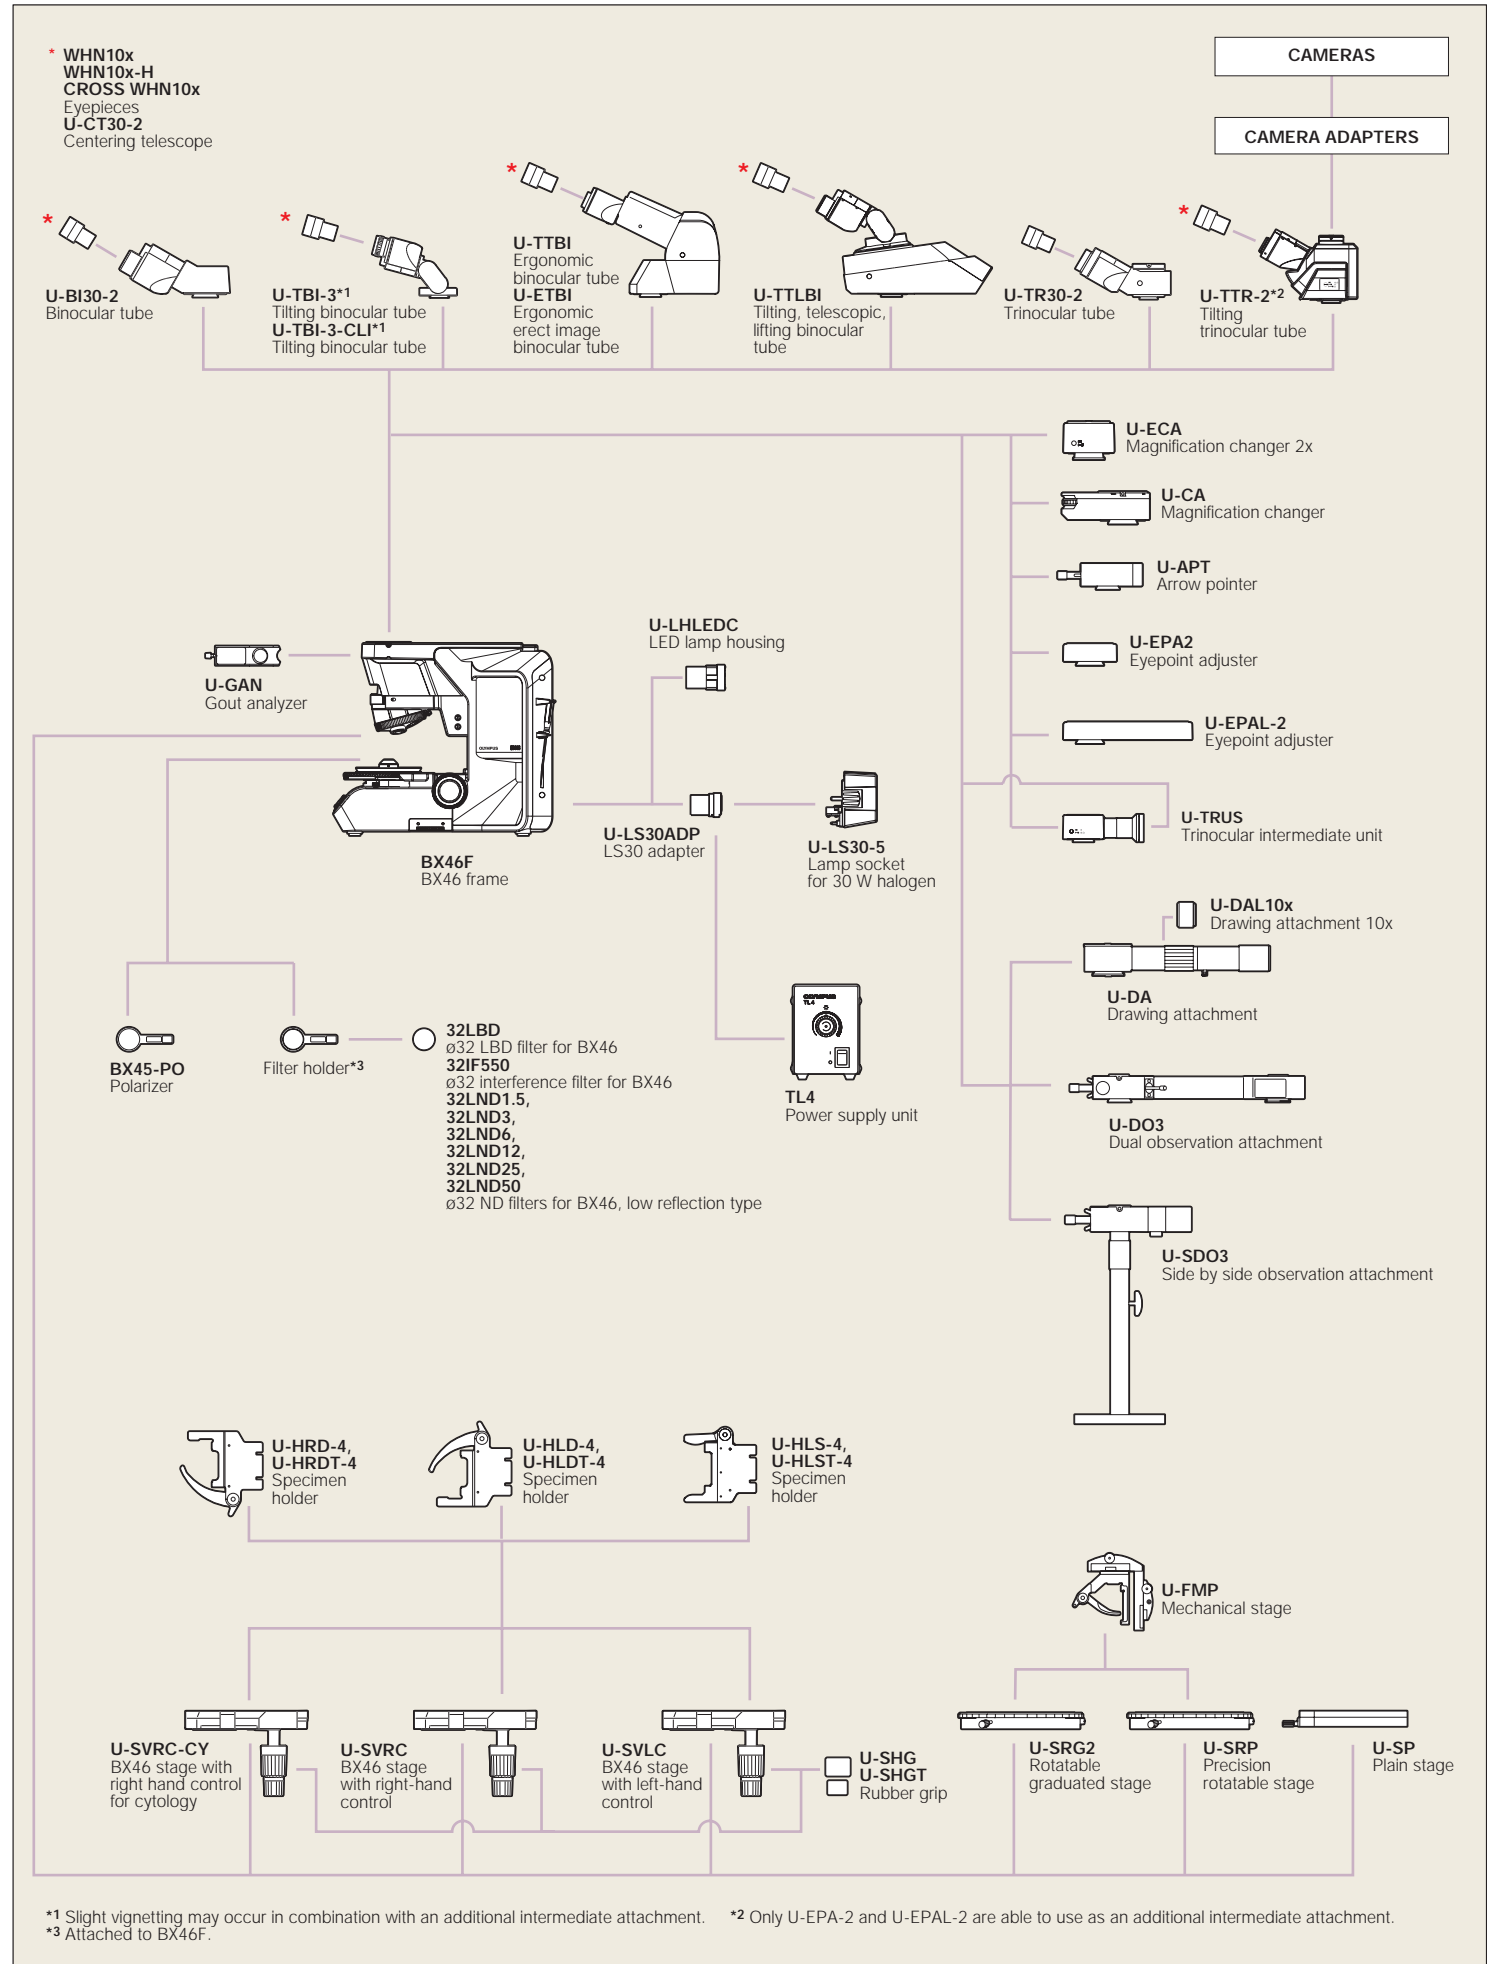 * WHN10x
WHN10x-H
CROSS WHN10x
Eyepieces
U-CT30-2
Centering telescope
CAMERAS
CAMERA ADAPTERS
*
*
*
*
*
U-BI30-2
Binocular tube
U-TBI-3*1
Tilting binocular tube
U-TBI-3-CLI*1
Tilting binocular tube
U-TTBI
Ergonomic
binocular tube
U-ETBI
Ergonomic
erect image
binocular tube
U-TTLBI
Tilting, telescopic,
lifting binocular
tube
U-TR30-2
Trinocular tube
U-TTR-2*2
Tilting
trinocular tube
U-ECA
Magnification changer 2x
U-CA
Magnification changer
U-APT
Arrow pointer
U-EPA2
Eyepoint adjuster
U-EPAL-2
Eyepoint adjuster
U-TRUS
Trinocular intermediate unit
U-DAL10x
Drawing attachment 10x
U-DA
Drawing attachment
U-DO3
Dual observation attachment
U-SDO3
Side by side observation attachment
U-GAN
Gout analyzer
OLYMPUS
BX46F
BX46 frame
U-LHLEDC
LED lamp housing
U-LS30ADP
LS30 adapter
U-LS30-5
Lamp socket
for 30 W halogen
OLYMPUS
TL4
TL4
Power supply unit
BX45-PO
Polarizer
Filter holder*3
32LBD
ø32 LBD filter for BX46
32IF550
ø32 interference filter for BX46
32LND1.5,
32LND3,
32LND6,
32LND12,
32LND25,
32LND50
ø32 ND filters for BX46, low reflection type
U-HRD-4,
U-HRDT-4
Specimen
holder
U-HLD-4,
U-HLDT-4
Specimen
holder
U-HLS-4,
U-HLST-4
Specimen
holder
U-FMP
Mechanical stage
U-SVRC-CY
BX46 stage with
right hand control
for cytology
U-SVRC
BX46 stage
with right-hand
control
U-SVLC
BX46 stage
with left-hand
control
U-SHG
U-SHGT
Rubber grip
U-SRG2
Rotatable
graduated stage
U-SRP
Precision
rotatable stage
U-SP
Plain stage
*1 Slight vignetting may occur in combination with an additional intermediate attachment. *2 Only U-EPA-2 and U-EPAL-2 are able to use as an additional intermediate attachment.
*3 Attached to BX46F.